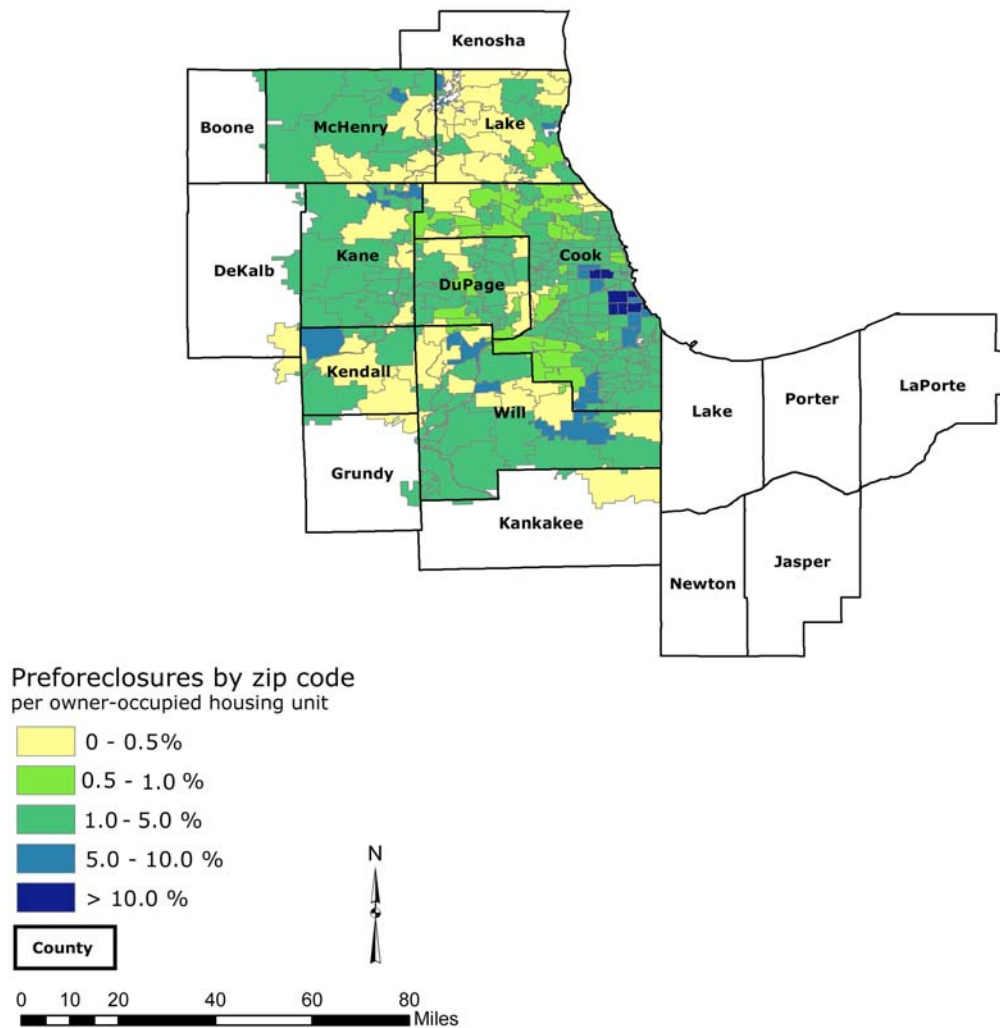 Kenosha
Boone
McHenry
Lake
DeKalb
Kane
Cook
DuPage
Kendall
Will
Lake
Porter
LaPorte
Grundy
Kankakee
Newton
Jasper
Preforeclosures by zip code
per owner-occupied housing unit
0 - 0.5%
0.5 - 1.0 %
1.0 - 5.0 %
5.0 - 10.0 %
> 10.0 %
County
N
0 10 20 40 60 80
Miles